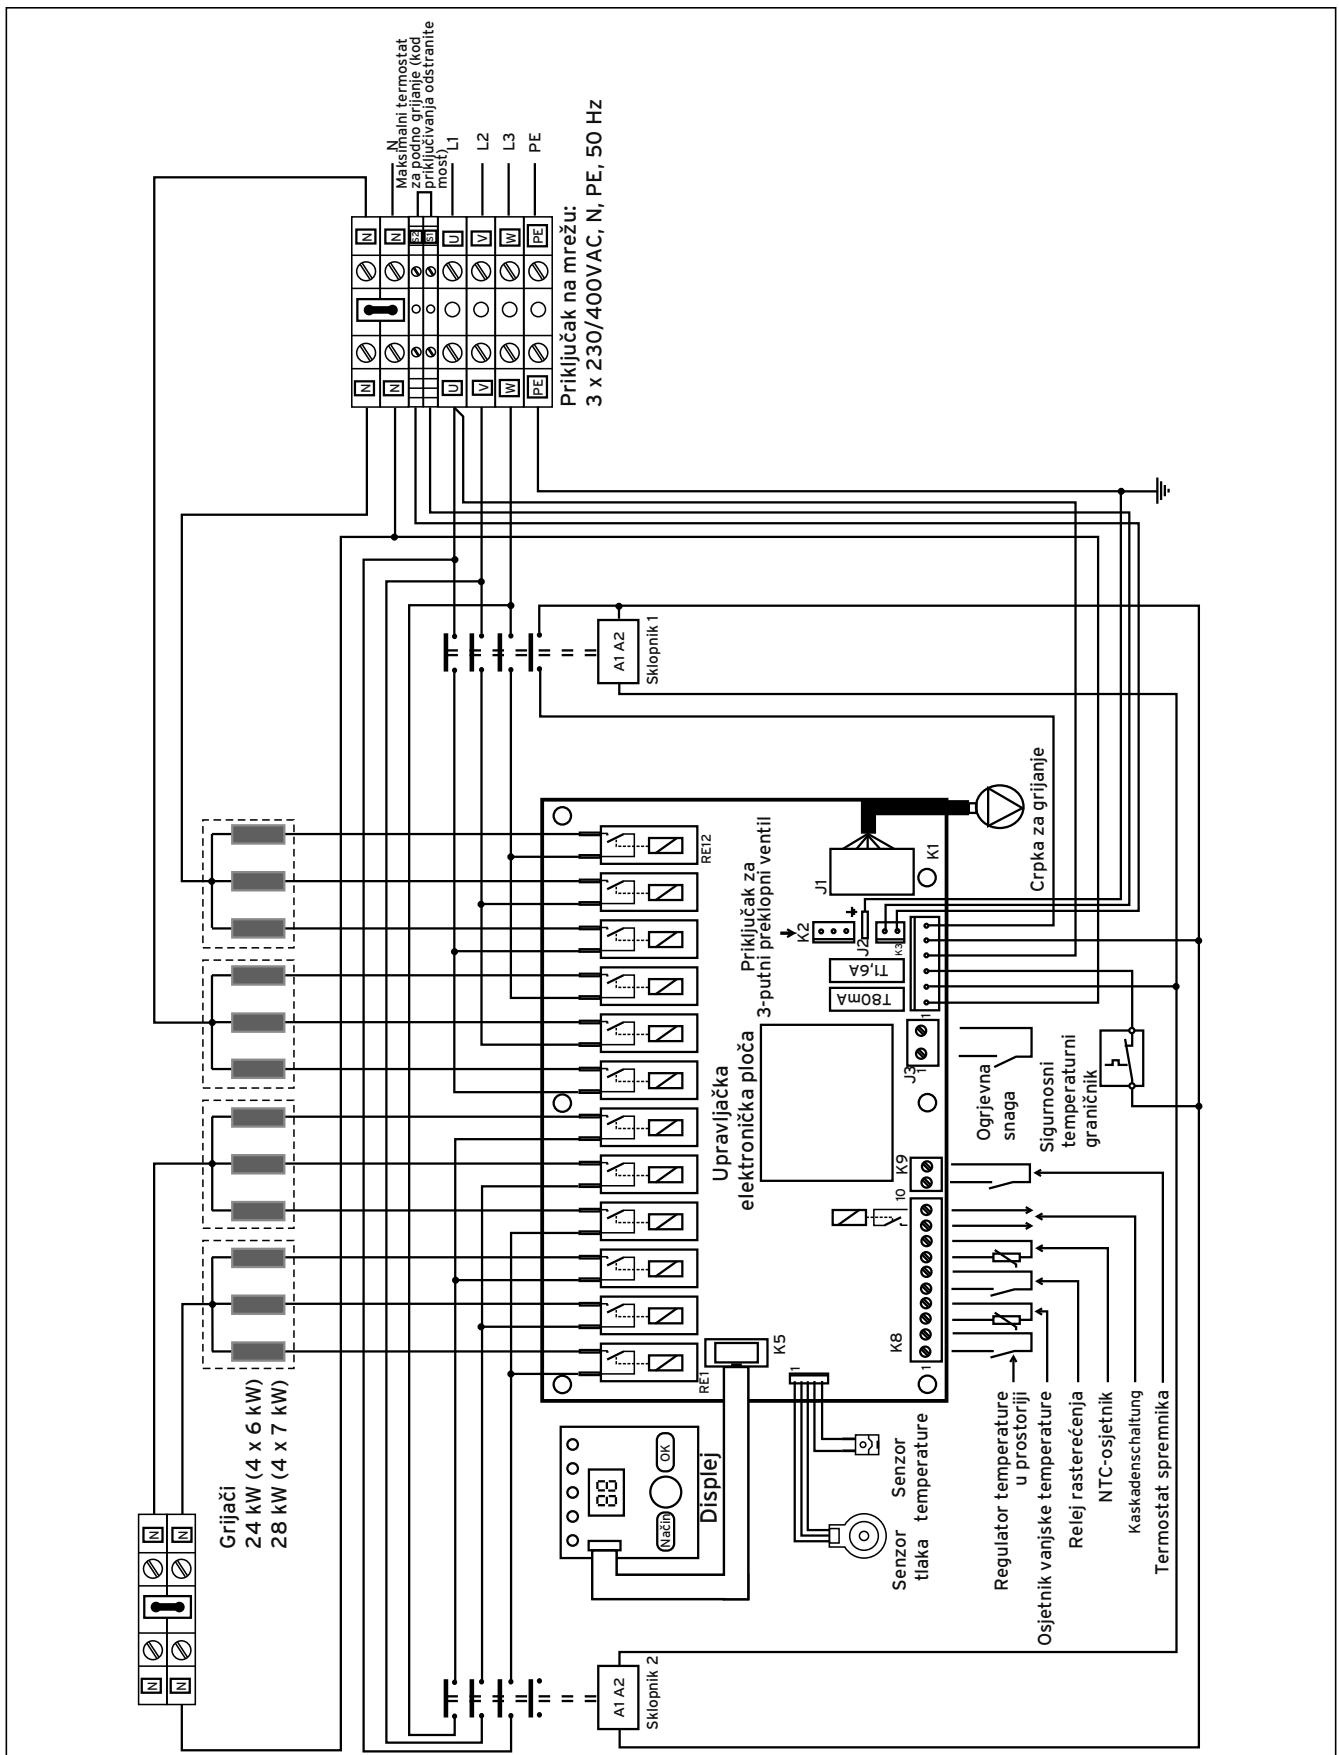 N
Maksimalni termostat
za podno grijanje (kod
priključivanja odstranite
most)
L1
L2
L3
PE
Priključak na mrežu:
3 x 230/400VAC, N, PE, 50 Hz
N
N
S2
S1
U
V
W
PE
N
N
U
V
W
PE
A1 A2
Sklopnik 1
RE12
Priključak za
3-putni preklopni ventil
K2
J1
K1
Crpka za grijanje
J2
K3
T1,6A
T80mA
1
J3
1
Upravljačka
elektronička ploča
Ogrjevna
snaga
Sigurnosni
temperaturni
graničnik
K9
10
K8
1
RE1
K5
1
Grijači
24 kW (4 x 6 kW)
28 kW (4 x 7 kW)
88
OK
Način
Displej
Senzor
tlaka
Senzor
temperature
Regulator temperature
u prostoriji
Osjetnik vanjske temperature
Relej rasterećenja
NTC-osjetnik
Kaskadenschaltung
Termostat spremnika
N
N
N
N
A1 A2
Sklopnik 2